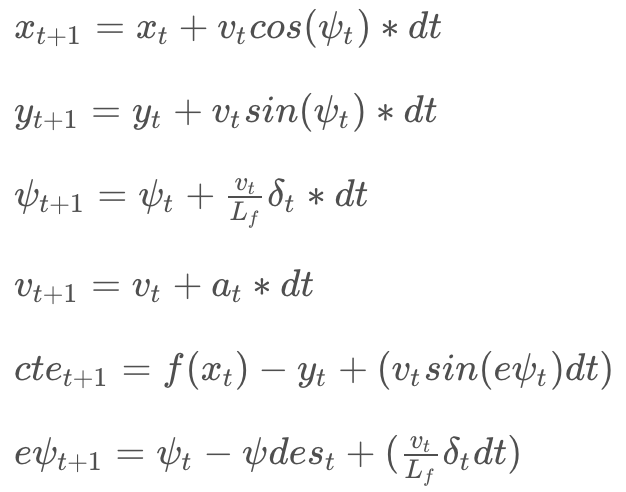 x_{t+1} = x_t + v_t cos(ψ_t) * dt
y_{t+1} = y_t + v_t sin(ψ_t) * dt
ψ_{t+1} = ψ_t + \frac{v_t}{L_f} δ_t * dt
v_{t+1} = v_t + a_t * dt
cte_{t+1} = f(x_t) − y_t + (v_t sin(eψ_t)dt)
eψ_{t+1} = ψ_t − ψdes_t + (\frac{v_t}{L_f} δ_t dt)